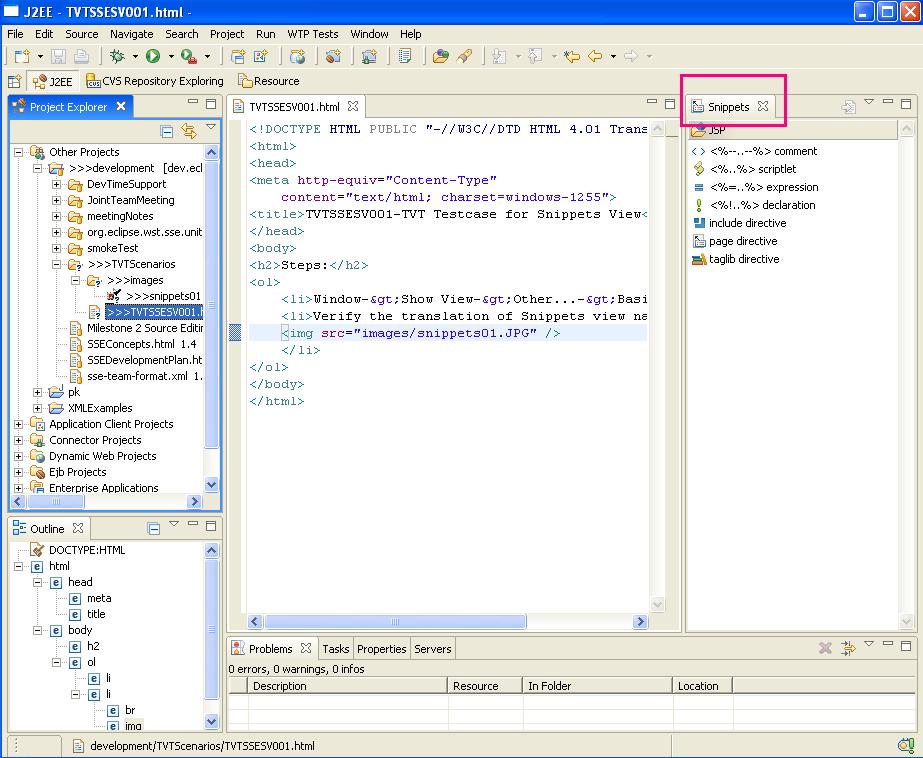 J2EE - TVTSSESV001.html -
File Edit Source Navigate Search Project Run WTP Tests Window Help
J2EE CVS Repository Exploring Resource
Project Explorer
Other Projects
>>>development [dev.ecl
DevTimeSupport
JointTeamMeeting
meetingNotes
org.eclipse.wst.sse.unit
smokeTest
>>>TVTScenarios
>>>images
>>>snippets01
>>>TVTSSESV001.h
Milestone 2 Source Editin
SSEConcepts.html 1.4
SSEDevelopmentPlan.ht
sse-team-format.xml 1.
pk
XMLExamples
Application Client Projects
Connector Projects
Dynamic Web Projects
Ejb Projects
Enterprise Applications
TVTSSESV001.html
<!DOCTYPE HTML PUBLIC "-//W3C//DTD HTML 4.01 Trans
<html>
<head>
<meta http-equiv="Content-Type"
content="text/html; charset=windows-1255">
<title>TVTSSESV001-TVT Testcase for Snippets View<
</head>
<body>
<h2>Steps:</h2>
<ol>
<li>Window-&gt;Show View-&gt;Other...-&gt;Basi
<li>Verify the translation of Snippets view na
<img src="images/snippets01.JPG" />
</li>
</ol>
</body>
</html>
Snippets
JSP
<%--..--%> comment
<%..%> scriptlet
<%=..%> expression
<%!..%> declaration
include directive
page directive
taglib directive
Outline
DOCTYPE:HTML
html
head
meta
title
body
h2
ol
li
li
br
img
Problems Tasks Properties Servers
0 errors, 0 warnings, 0 infos
Description Resource In Folder Location
development/TVTScenarios/TVTSSESV001.html